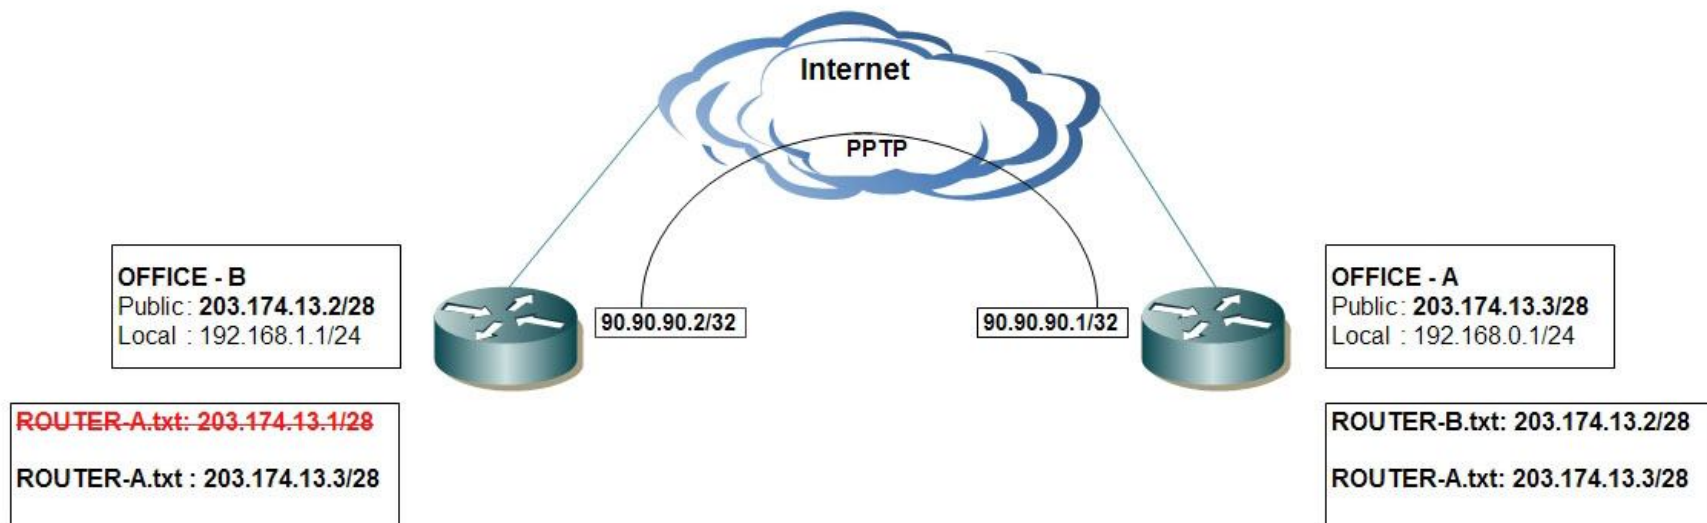 Internet
PPTP
OFFICE - B
Public : 203.174.13.2/28
Local : 192.168.1.1/24
90.90.90.2/32
90.90.90.1/32
OFFICE - A
Public : 203.174.13.3/28
Local : 192.168.0.1/24
ROUTER-A.txt: 203.174.13.1/28
ROUTER-A.txt : 203.174.13.3/28
ROUTER-B.txt: 203.174.13.2/28
ROUTER-A.txt: 203.174.13.3/28